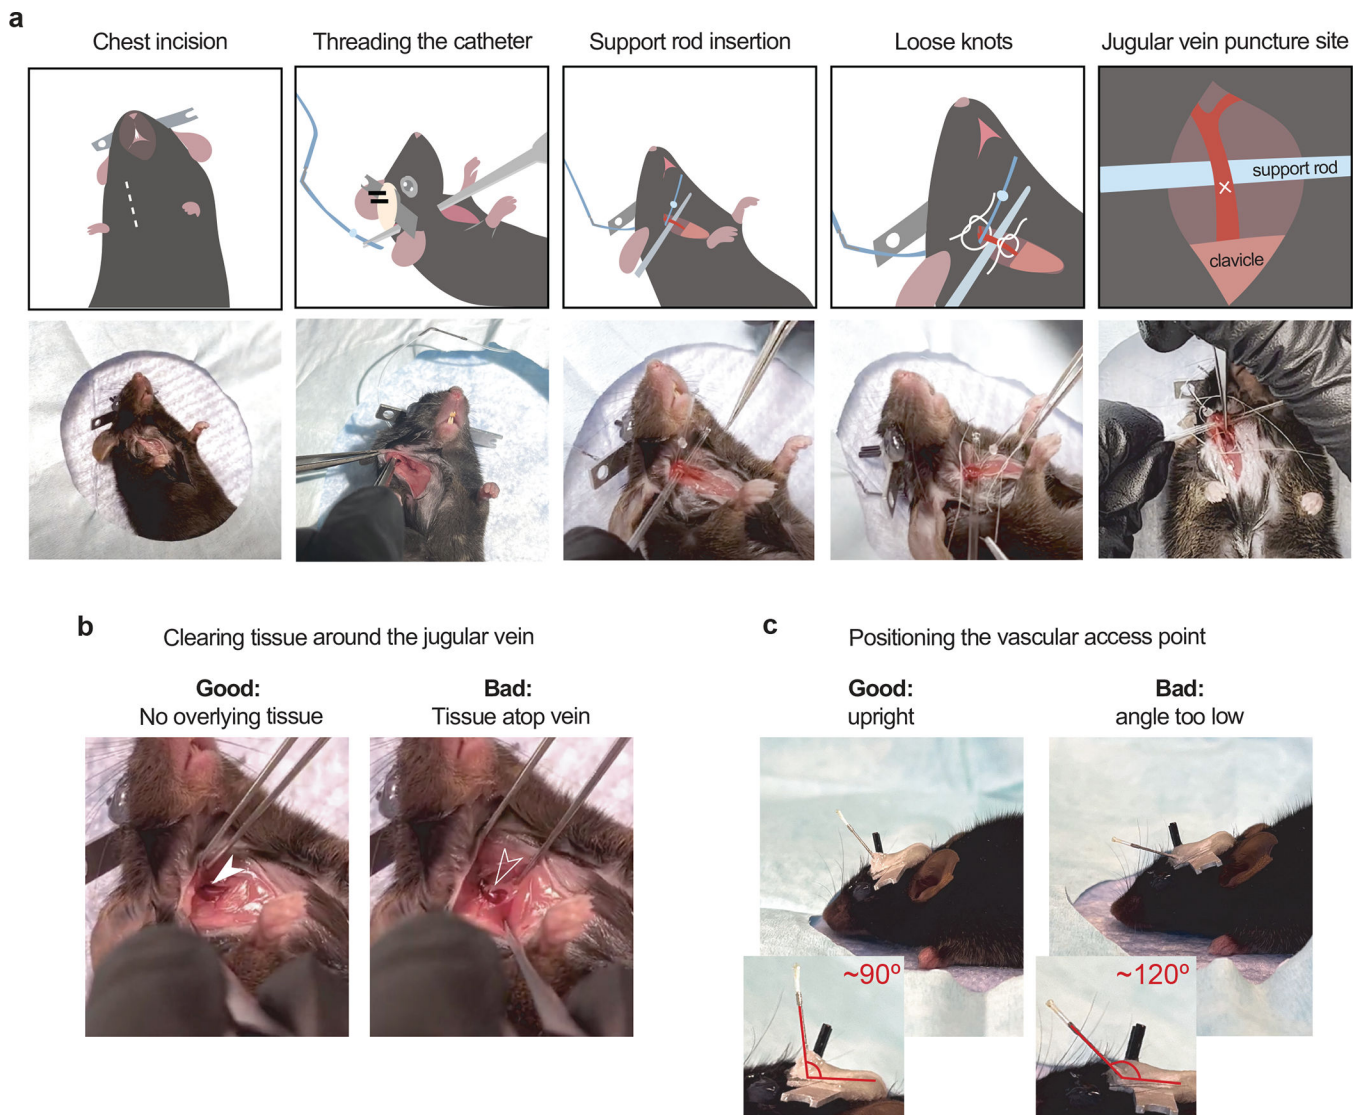 a
Chest incision
Threading the catheter
Support rod insertion
Loose knots
Jugular vein puncture site
support rod
clavicle
b
Clearing tissue around the jugular vein
Good:
No overlying tissue
Bad:
Tissue atop vein
c
Positioning the vascular access point
Good:
upright
Bad:
angle too low
~90º
~120º